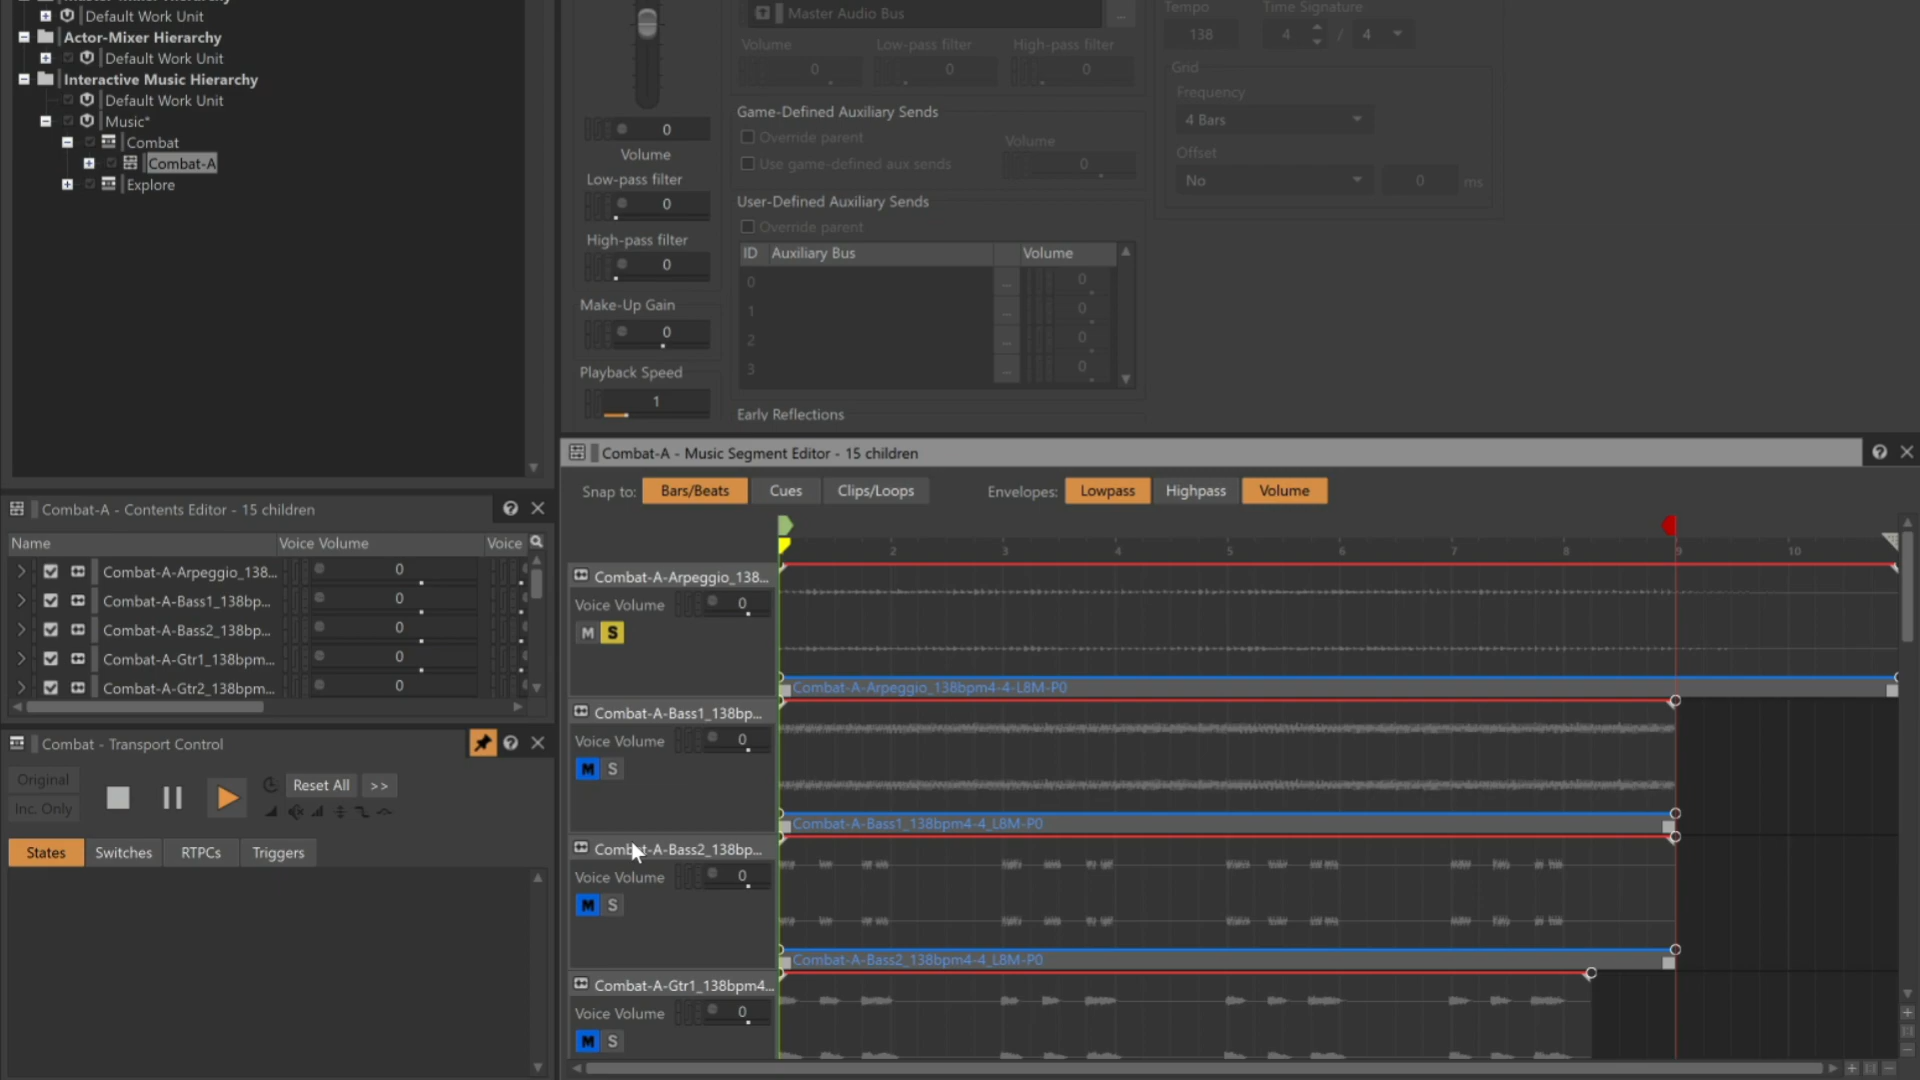 Default Work Unit
Actor-Mixer Hierarchy
Default Work Unit
Interactive Music Hierarchy
Default Work Unit
Music*
Combat
Combat-A
Explore
0
Volume
Low-pass filter
0
High-pass filter
0
Make-Up Gain
0
Playback Speed
1
Master Audio Bus
...
Volume
Low-pass filter
High-pass filter
0
0
0
Game-Defined Auxiliary Sends
Override parent
Volume
Use game-defined aux sends
0
User-Defined Auxiliary Sends
Override parent
ID Auxiliary Bus Volume
0 ... 0
1 ... 0
2 ... 0
3 ... 0
Early Reflections
Tempo
Time Signature
138
4 / 4
Grid
Frequency
4 Bars
Offset
No
0 ms
Combat-A - Contents Editor - 15 children
Name Voice Volume Voice
Combat-A-Arpeggio_138... 0
Combat-A-Bass1_138bp... 0
Combat-A-Bass2_138bp... 0
Combat-A-Gtr1_138bpm... 0
Combat-A-Gtr2_138bpm... 0
Combat - Transport Control
Original
Inc. Only
Reset All >>
States Switches RTPCs Triggers
Combat-A - Music Segment Editor - 15 children
Snap to: Bars/Beats Cues Clips/Loops Envelopes: Lowpass Highpass Volume
2 3 4 5 6 7 8 9 10
Combat-A-Arpeggio_138...
Voice Volume 0
M S
Combat-A-Arpeggio_138bpm4-4-L8M-P0
Combat-A-Bass1_138bp...
Voice Volume 0
M S
Combat-A-Bass1_138bpm4-4_L8M-P0
Combat-A-Bass2_138bp...
Voice Volume 0
M S
Combat-A-Bass2_138bpm4-4_L8M-P0
Combat-A-Gtr1_138bpm4...
Voice Volume 0
M S